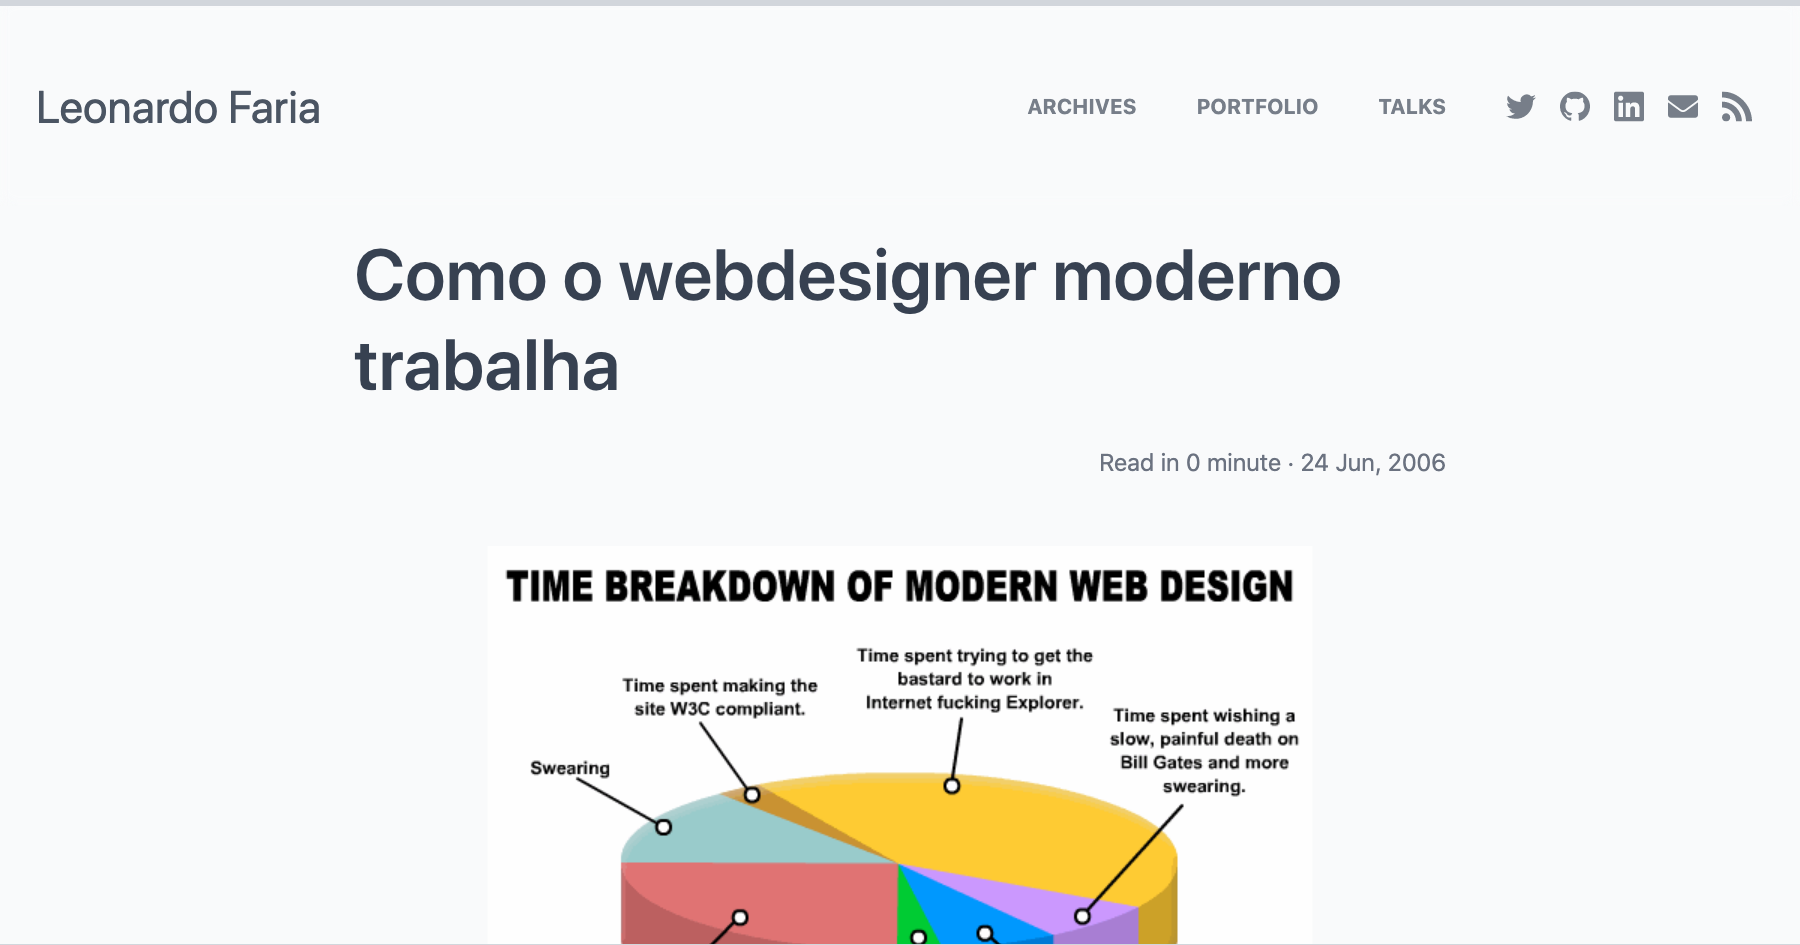 Leonardo Faria
ARCHIVES PORTFOLIO TALKS
Como o webdesigner moderno
trabalha
Read in 0 minute · 24 Jun, 2006
TIME BREAKDOWN OF MODERN WEB DESIGN
Time spent trying to get the
bastard to work in
Internet fucking Explorer.
Time spent making the
site W3C compliant.
Time spent wishing a
slow, painful death on
Bill Gates and more
swearing.
Swearing